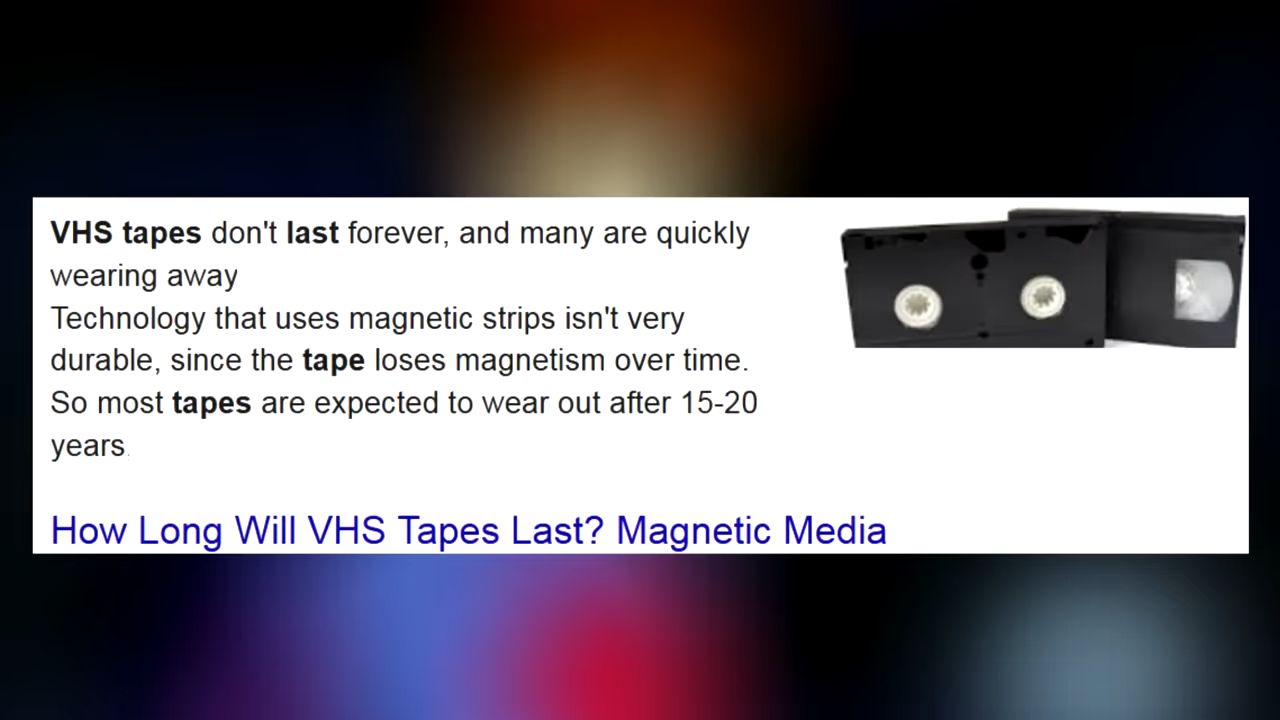 VHS tapes don't last forever, and many are quickly
wearing away
Technology that uses magnetic strips isn't very
durable, since the tape loses magnetism over time.
So most tapes are expected to wear out after 15-20
years.
How Long Will VHS Tapes Last? Magnetic Media